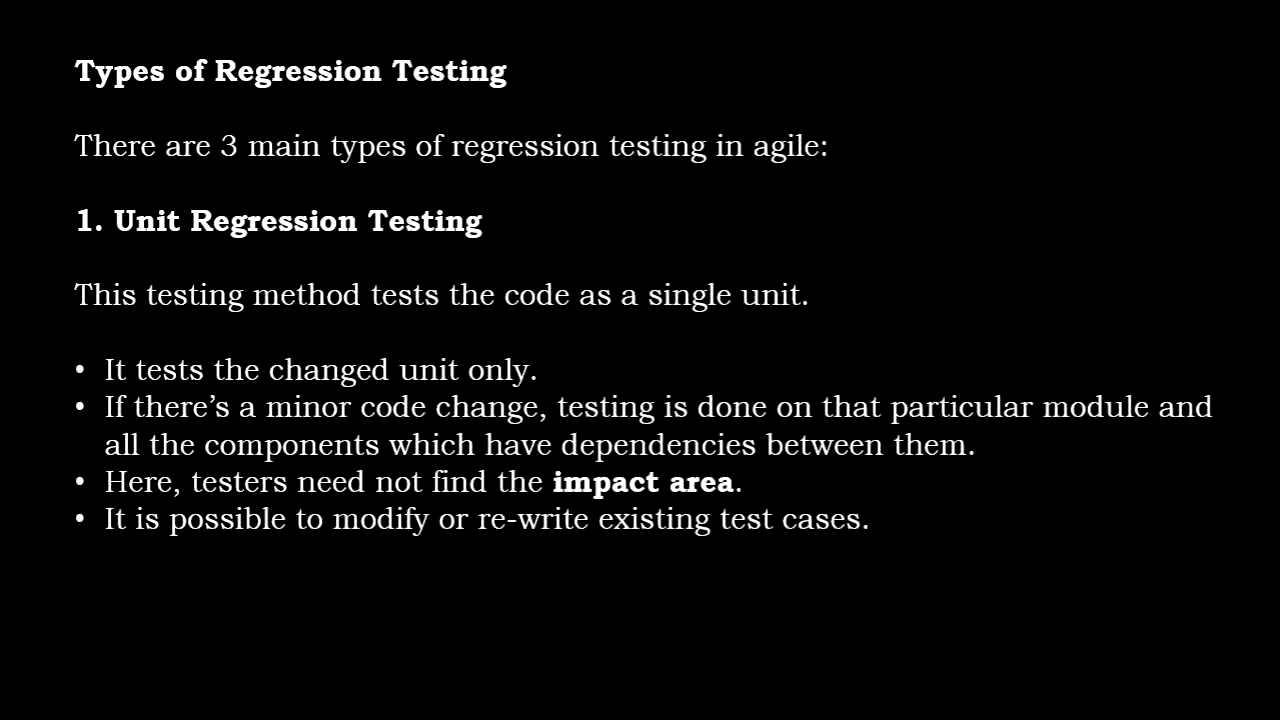 Types of Regression Testing
There are 3 main types of regression testing in agile:
1. Unit Regression Testing
This testing method tests the code as a single unit.
• It tests the changed unit only.
• If there’s a minor code change, testing is done on that particular module and
all the components which have dependencies between them.
• Here, testers need not find the impact area.
• It is possible to modify or re-write existing test cases.